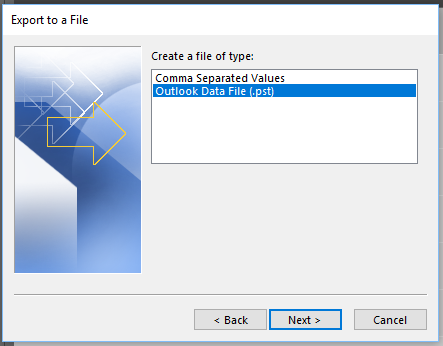 Export to a File
Create a file of type:
Comma Separated Values
Outlook Data File (.pst)
< Back
Next >
Cancel